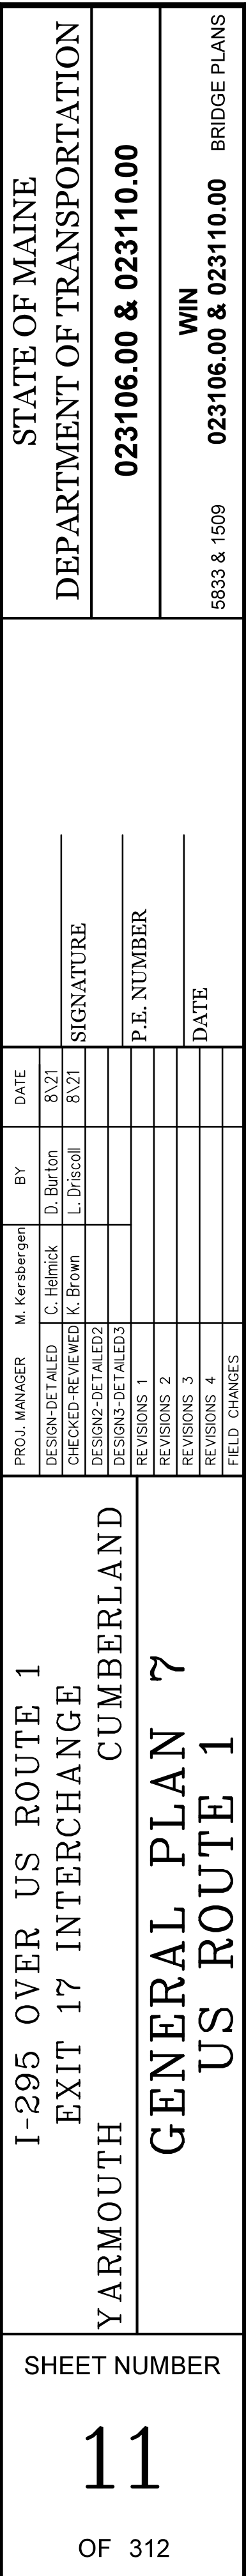 STATE OF MAINE
DEPARTMENT OF TRANSPORTATION
023106.00 & 023110.00
WIN
5833 & 1509 023106.00 & 023110.00 BRIDGE PLANS
SIGNATURE
P.E. NUMBER
DATE
PROJ. MANAGER M. Kersbergen BY DATE
DESIGN-DETAILED C. Helmick D. Burton 8\21
CHECKED-REVIEWED K. Brown L. Driscoll 8\21
DESIGN2-DETAILED2
DESIGN3-DETAILED3
REVISIONS 1
REVISIONS 2
REVISIONS 3
REVISIONS 4
FIELD CHANGES
I-295 OVER US ROUTE 1
EXIT 17 INTERCHANGE
YARMOUTH CUMBERLAND
GENERAL PLAN 7
US ROUTE 1
SHEET NUMBER
11
OF 312